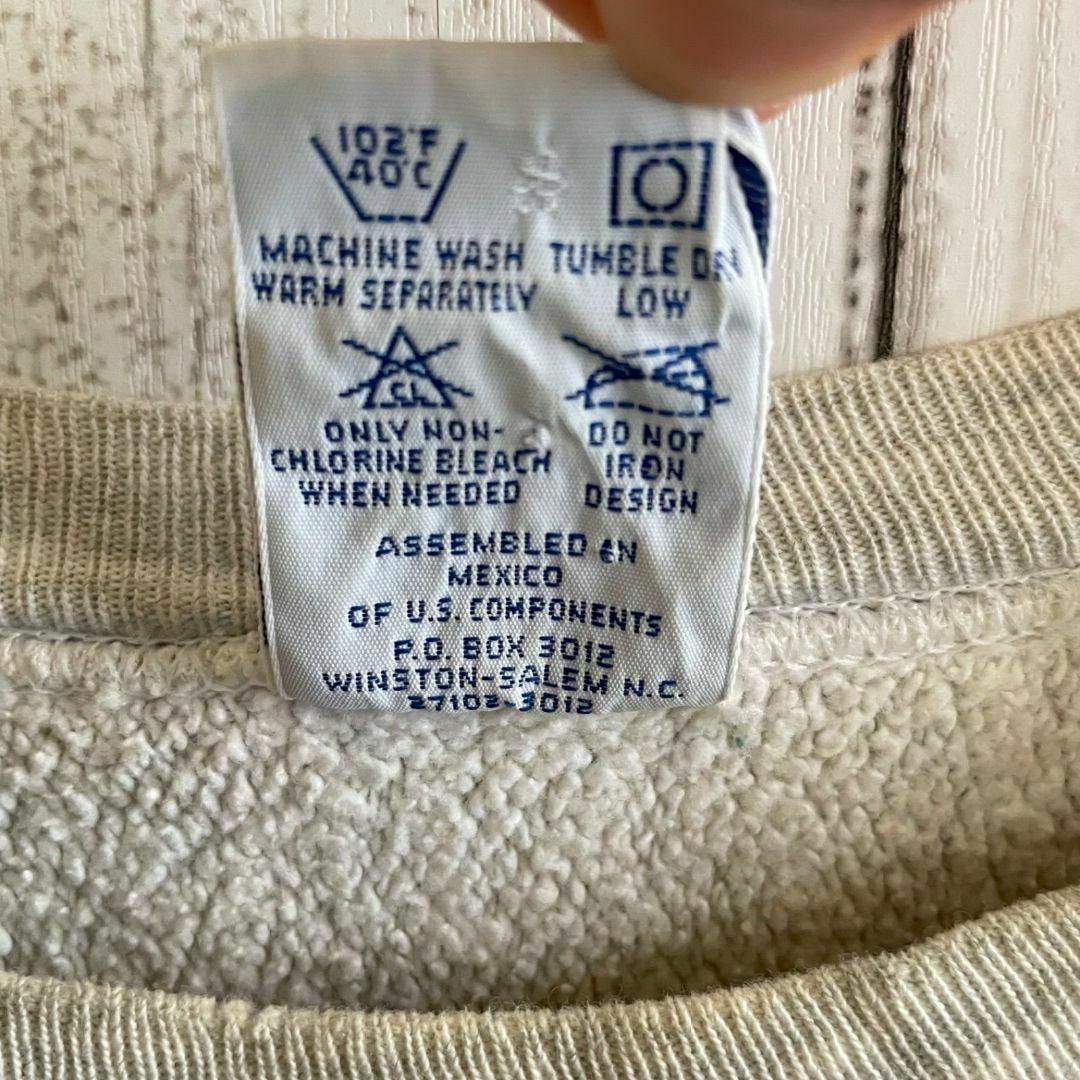 102°F
40°C
MACHINE WASH
WARM SEPARATELY
TUMBLE DRY
LOW
CL
ONLY NON-
CHLORINE BLEACH
WHEN NEEDED
DO NOT
IRON
DESIGN
ASSEMBLED IN
MEXICO
OF U.S. COMPONENTS
P.O. BOX 3012
WINSTON-SALEM N.C.
27102-3012